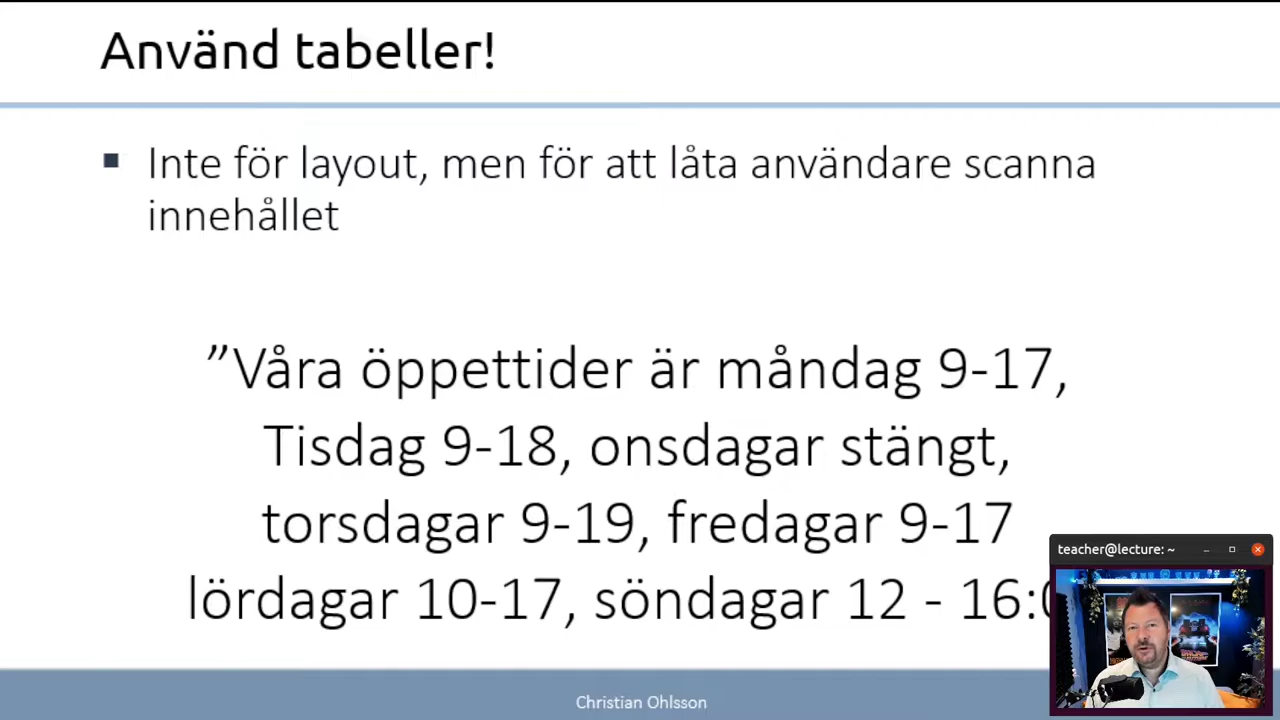 Använd tabeller!
Inte för layout, men för att låta användare scanna
innehållet
”Våra öppettider är måndag 9-17,
Tisdag 9-18, onsdagar stängt,
torsdagar 9-19, fredagar 9-17
lördagar 10-17, söndagar 12 - 16:0
teacher@lecture: ~
Christian Ohlsson